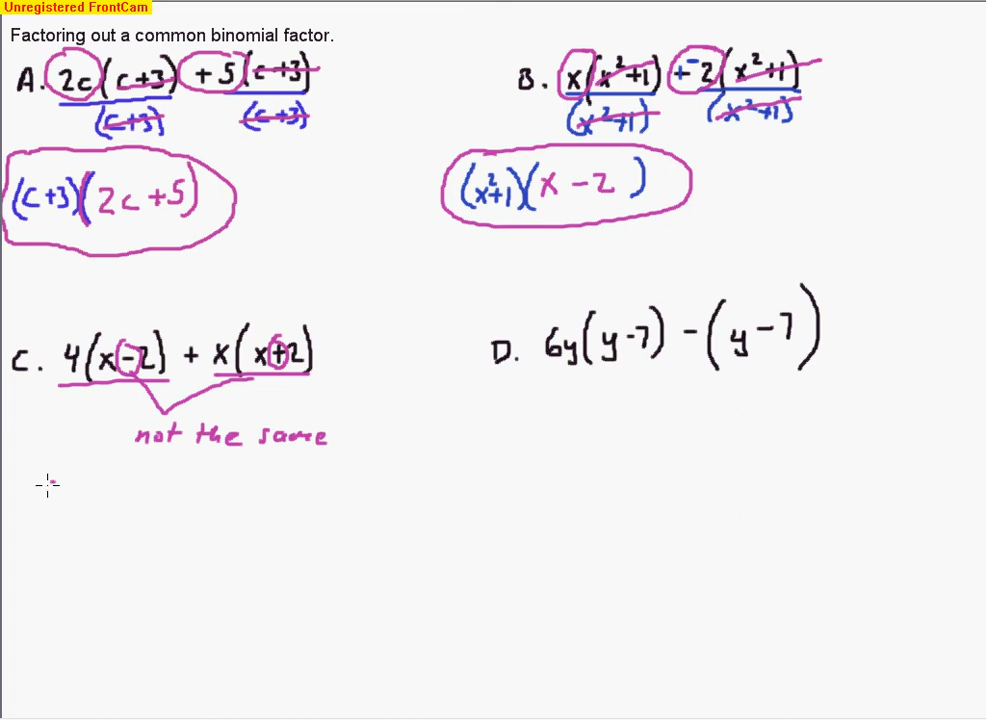 Unregistered FrontCam
Factoring out a common binomial factor.
A. 2c(c+3) + 5(c+3)
(c+3) (c+3)
(c+3)(2c+5)
B. x(x²+1) + -2(x²+1)
(x²+1) (x²+1)
(x²+1)(x-2)
C. 4(x-2) + x(x+2)
not the same
D. 6y(y-7) - (y-7)